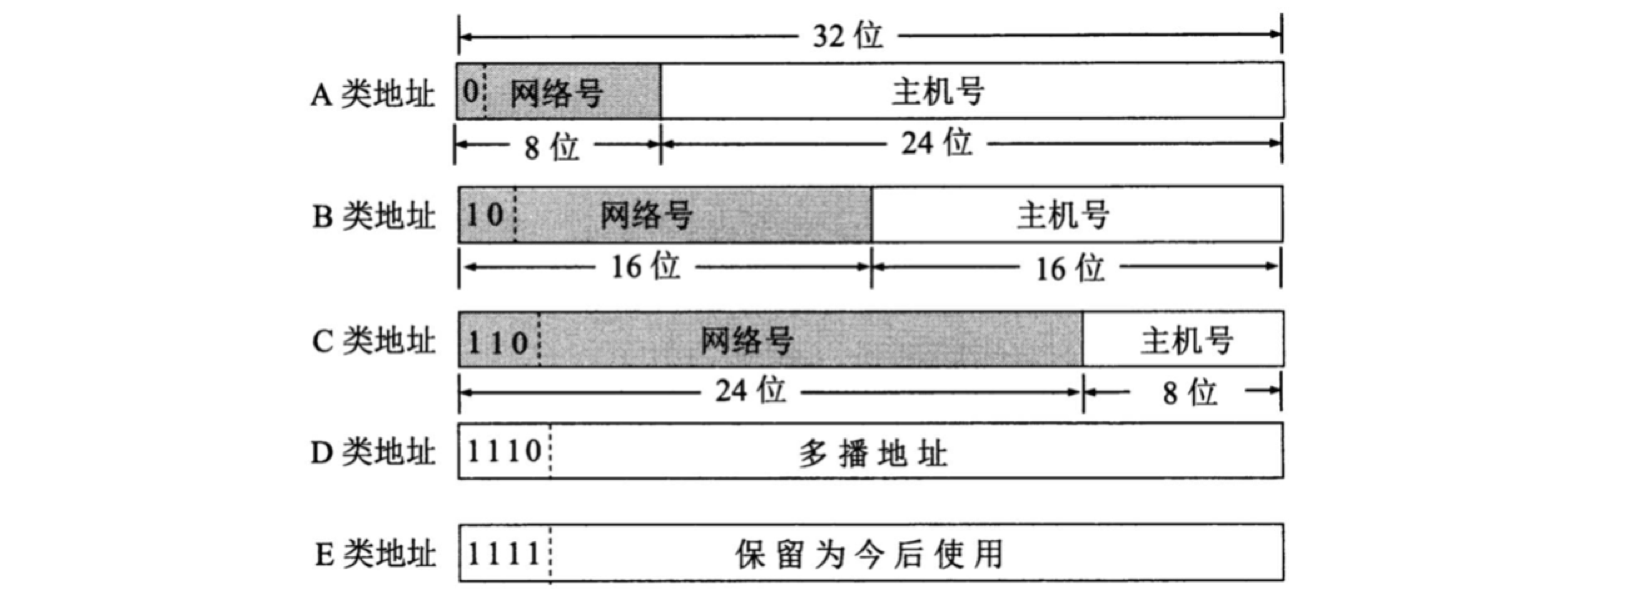 32 位
A 类地址 0 网络号 主机号
8 位 24 位
B 类地址 10 网络号 主机号
16 位 16 位
C 类地址 110 网络号 主机号
24 位 8 位
D 类地址 1110 多播地址
E 类地址 1111 保留为今后使用